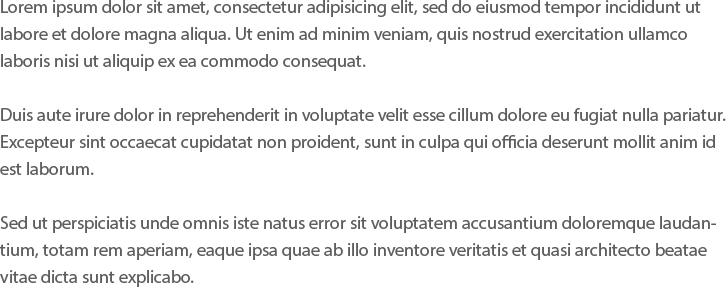 Lorem ipsum dolor sit amet, consectetur adipisicing elit, sed do eiusmod tempor incididunt ut
labore et dolore magna aliqua. Ut enim ad minim veniam, quis nostrud exercitation ullamco
laboris nisi ut aliquip ex ea commodo consequat.
Duis aute irure dolor in reprehenderit in voluptate velit esse cillum dolore eu fugiat nulla pariatur.
Excepteur sint occaecat cupidatat non proident, sunt in culpa qui officia deserunt mollit anim id
est laborum.
Sed ut perspiciatis unde omnis iste natus error sit voluptatem accusantium doloremque laudan-
tium, totam rem aperiam, eaque ipsa quae ab illo inventore veritatis et quasi architecto beatae
vitae dicta sunt explicabo.